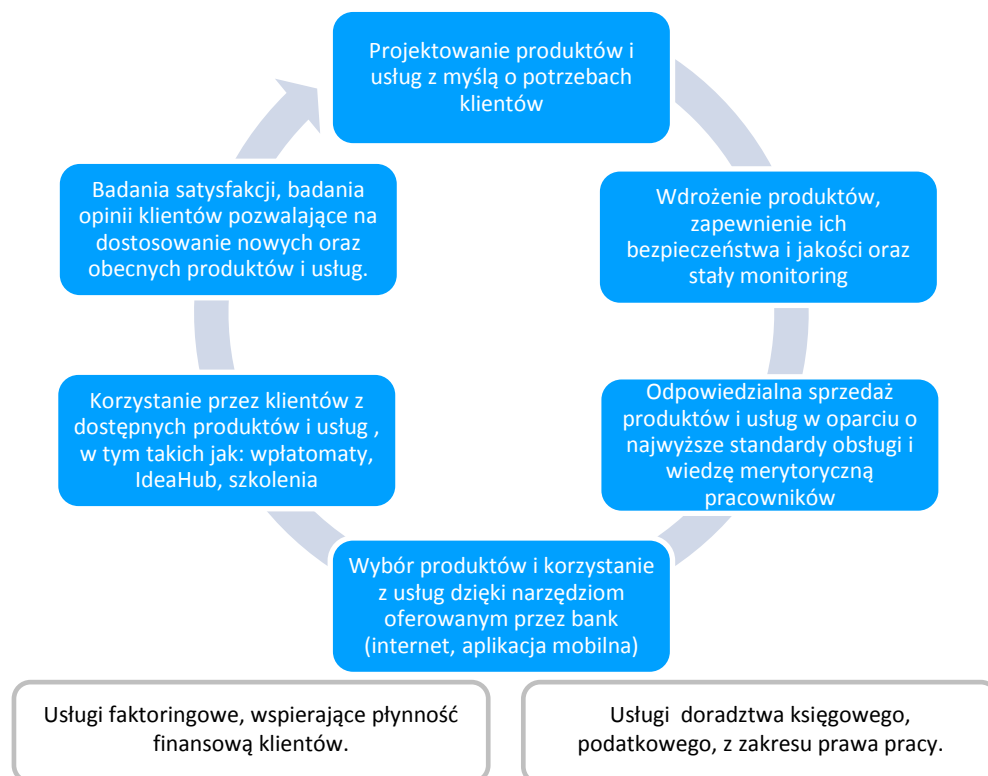 Projektowanie produktów i
usług z myślą o potrzebach
klientów
Wdrożenie produktów,
zapewnienie ich
bezpieczeństwa i jakości oraz
stały monitoring
Odpowiedzialna sprzedaż
produktów i usług w oparciu o
najwyższe standardy obsługi i
wiedzę merytoryczną
pracowników
Wybór produktów i korzystanie
z usług dzięki narzędziom
oferowanym przez bank
(internet, aplikacja mobilna)
Korzystanie przez klientów z
dostępnych produktów i usług ,
w tym takich jak: wpłatomaty,
IdeaHub, szkolenia
Badania satysfakcji, badania
opinii klientów pozwalające na
dostosowanie nowych oraz
obecnych produktów i usług.
Usługi faktoringowe, wspierające płynność
finansową klientów.
Usługi  doradztwa księgowego,
podatkowego, z zakresu prawa pracy.